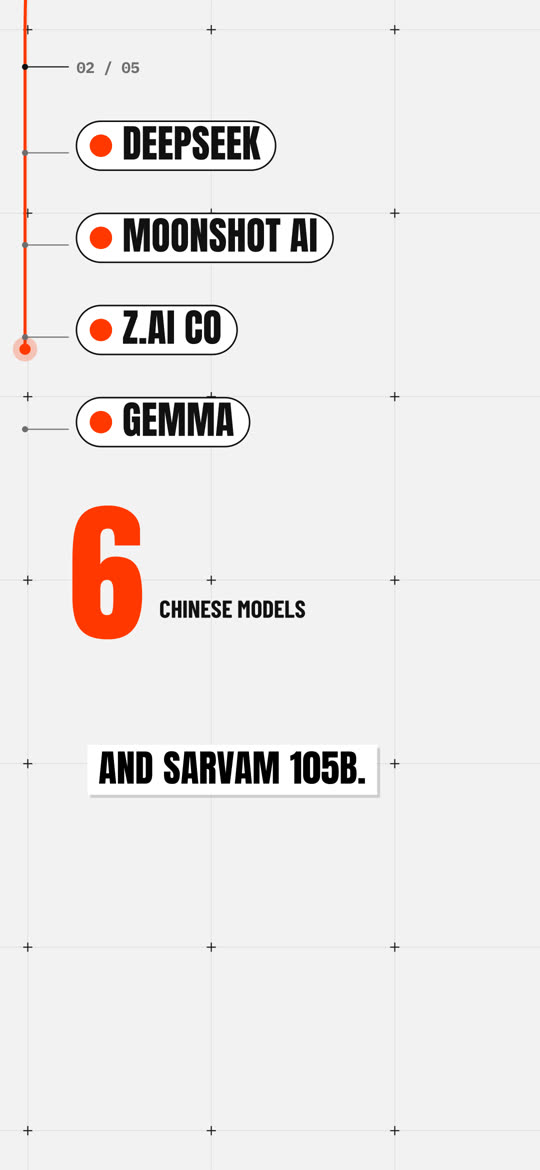 02 / 05
DEEPSEEK
MOONSHOT AI
Z.AI CO
GEMMA
6 CHINESE MODELS
AND SARVAM 105B.